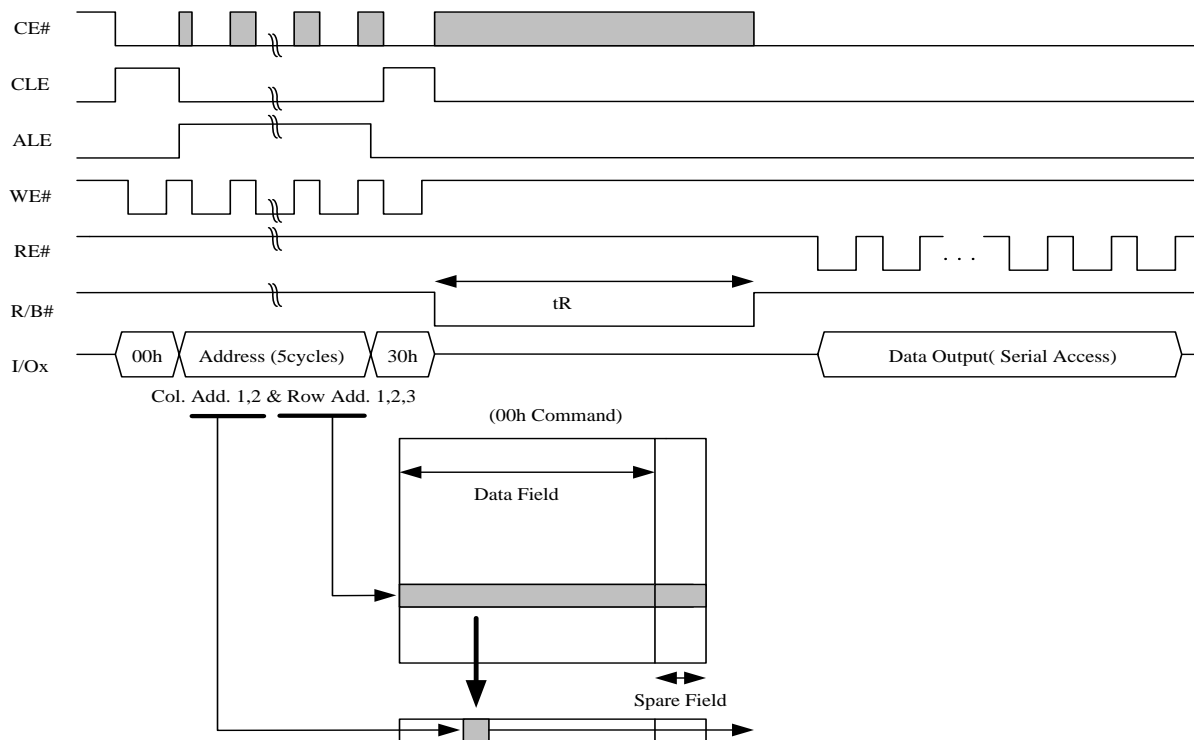 CE#
CLE
ALE
WE#
RE#
. . .
R/B#
tR
I/Ox
00h
Address (5cycles)
30h
Data Output( Serial Access)
Col. Add. 1,2 & Row Add. 1,2,3
(00h Command)
Data Field
Spare Field